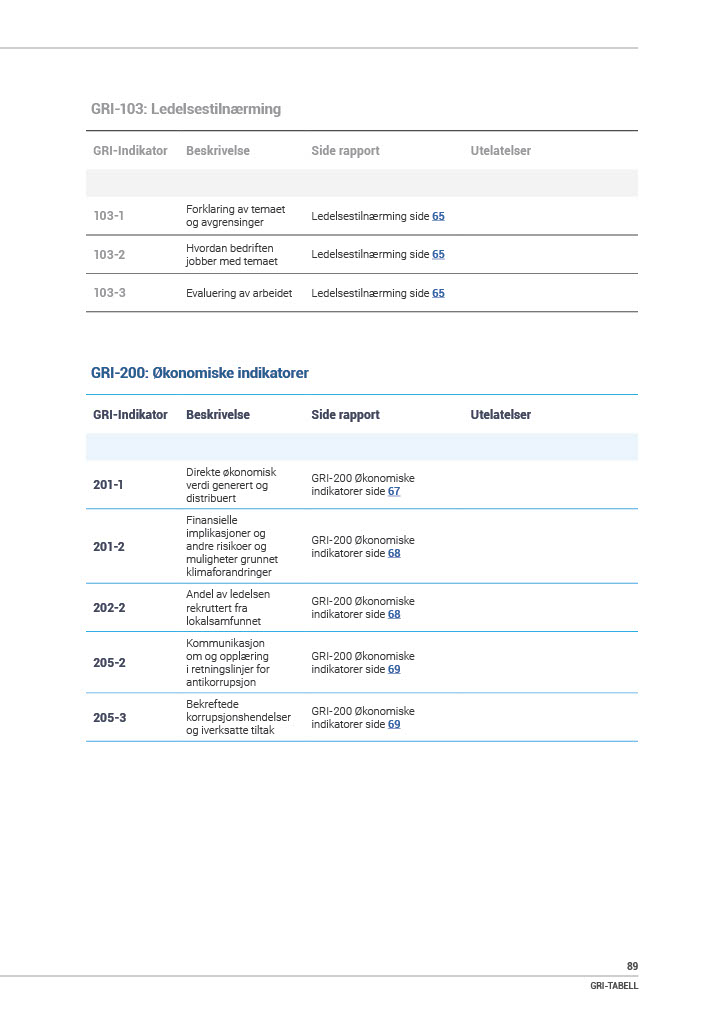 GRI-103: Ledelsestilnærming
GRI-Indikator Beskrivelse Side rapport Utelatelser
103-1 Forklaring av temaet og avgrensinger Ledelsestilnærming side 65
103-2 Hvordan bedriften jobber med temaet Ledelsestilnærming side 65
103-3 Evaluering av arbeidet Ledelsestilnærming side 65
GRI-200: Økonomiske indikatorer
GRI-Indikator Beskrivelse Side rapport Utelatelser
201-1
Direkte økonomisk
verdi generert og
distribuert
GRI-200 Økonomiske
indikatorer side 67
201-2
Finansielle
implikasjoner og
andre risikoer og
muligheter grunnet
klimaforandringer
GRI-200 Økonomiske
indikatorer side 68
202-2
Andel av ledelsen
rekruttert fra
lokalsamfunnet
GRI-200 Økonomiske
indikatorer side 68
205-2
Kommunikasjon
om og opplæring
i retningslinjer for
antikorrupsjon
GRI-200 Økonomiske
indikatorer side 69
205-3
Bekreftede
korrupsjonshendelser
og iverksatte tiltak
GRI-200 Økonomiske
indikatorer side 69
89
GRI-TABELL